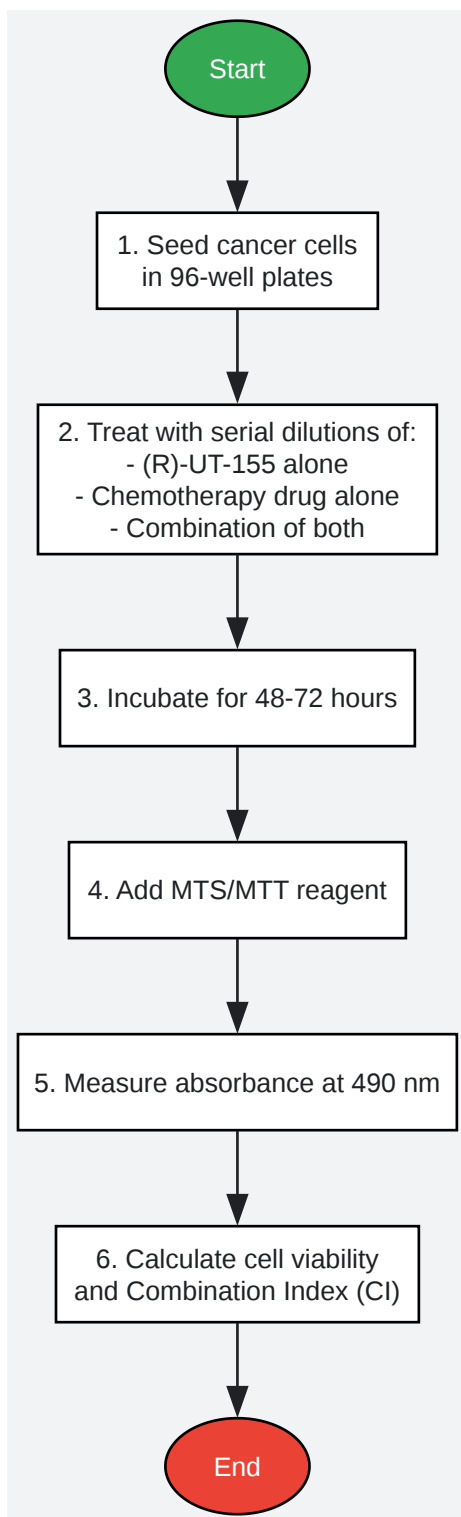 Start
1. Seed cancer cells
in 96-well plates
2. Treat with serial dilutions of:
- (R)-UT-155 alone
- Chemotherapy drug alone
- Combination of both
3. Incubate for 48-72 hours
4. Add MTS/MTT reagent
5. Measure absorbance at 490 nm
6. Calculate cell viability
and Combination Index (CI)
End